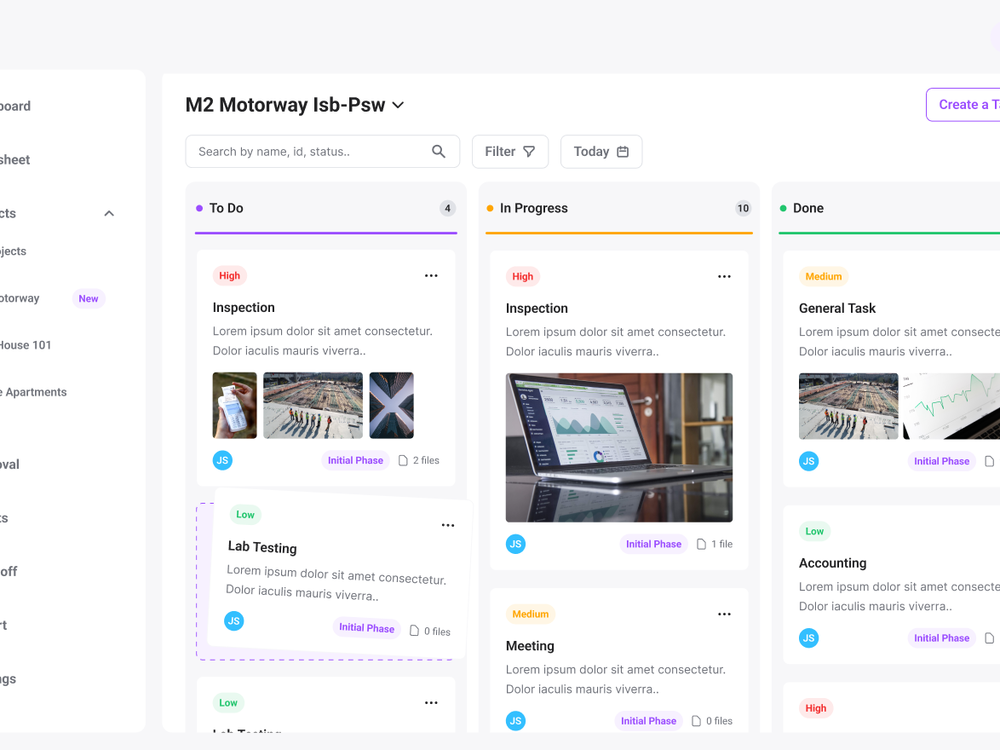 board
sheet
cts
ojects
otorway
New
House 101
e Apartments
oval
ts
off
rt
ngs
M2 Motorway Isb-Psw
Create a Ta
Search by name, id, status..
Filter
Today
To Do
4
High
Inspection
Lorem ipsum dolor sit amet consectetur.
Dolor iaculis mauris viverra..
JS
Initial Phase
2 files
Low
Lab Testing
Lorem ipsum dolor sit amet consectetur.
Dolor iaculis mauris viverra..
JS
Initial Phase
0 files
Low
Lab Testing
In Progress
10
High
Inspection
Lorem ipsum dolor sit amet consectetur.
Dolor iaculis mauris viverra..
JS
Initial Phase
1 file
Medium
Meeting
Lorem ipsum dolor sit amet consectetur.
Dolor iaculis mauris viverra..
JS
Initial Phase
0 files
Done
Medium
General Task
Lorem ipsum dolor sit amet consecte
Dolor iaculis mauris viverra..
JS
Initial Phase
Low
Accounting
Lorem ipsum dolor sit amet consecte
Dolor iaculis mauris viverra..
JS
Initial Phase
High